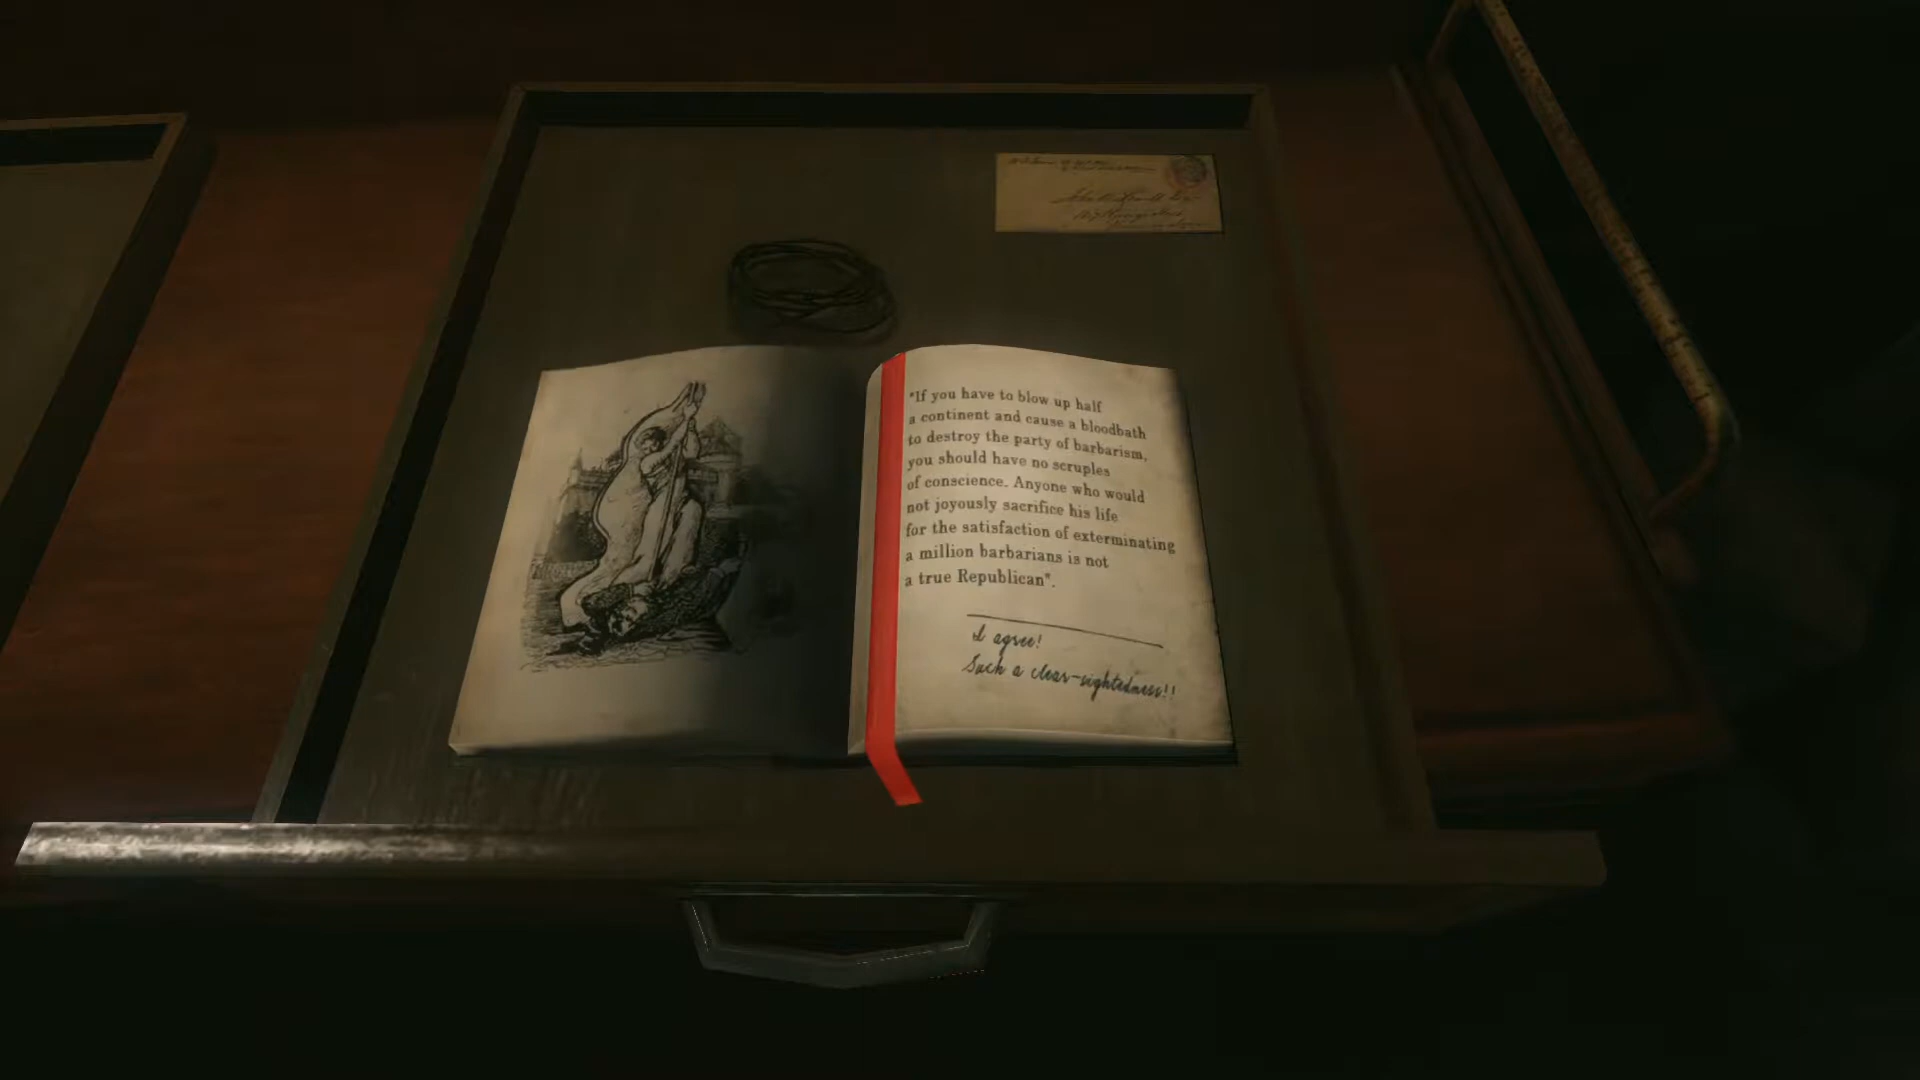 "If you have to blow up half
a continent and cause a bloodbath
to destroy the party of barbarism,
you should have no scruples
of conscience. Anyone who would
not joyously sacrifice his life
for the satisfaction of exterminating
a million barbarians is not
a true Republican".
I agree!
Such a clear-sightedness!!